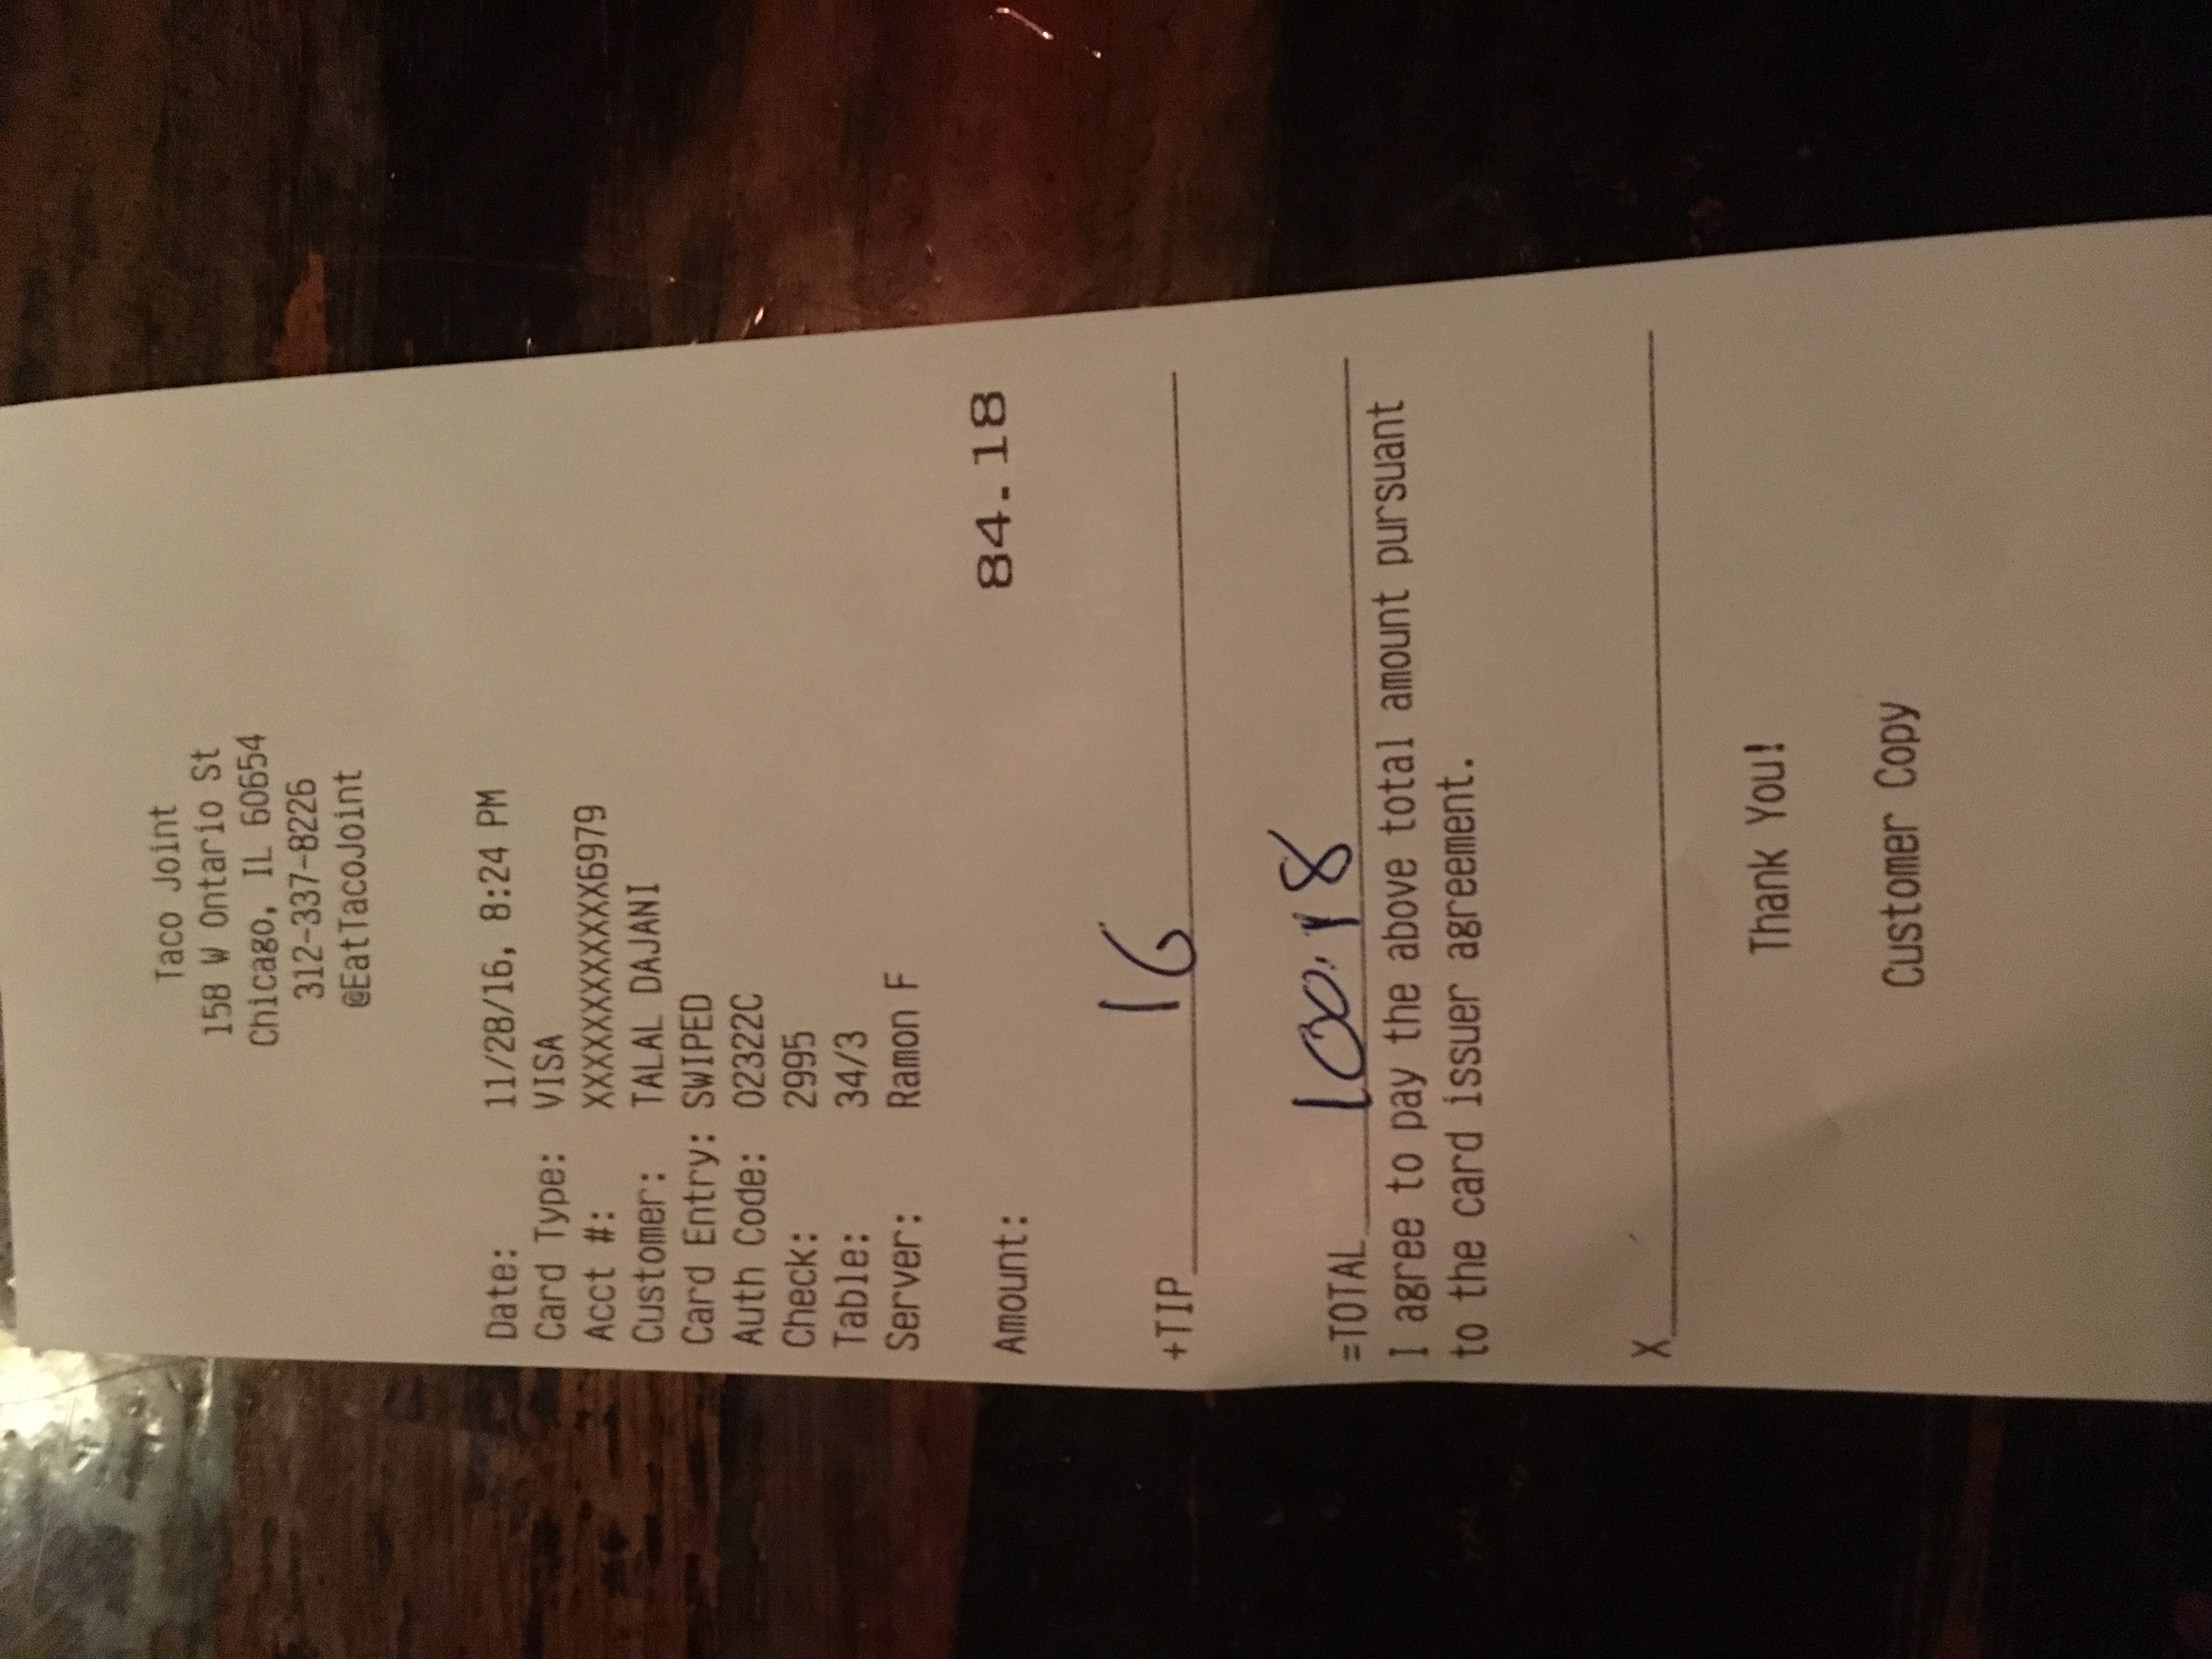 Taco Joint
158 W Ontario St
Chicago, IL 60654
312-337-8226
@EatTacoJoint
Date: 11/28/16, 8:24 PM
Card Type: VISA
Acct #: XXXXXXXXXXXX6979
Customer: TALAL DAJANI
Card Entry: SWIPED
Auth Code: 02322C
Check: 2995
Table: 34/3
Server: Ramon F
Amount: 84.18
+TIP 16
=TOTAL 100.18
I agree to pay the above total amount pursuant
to the card issuer agreement.
X
Thank You!
Customer Copy